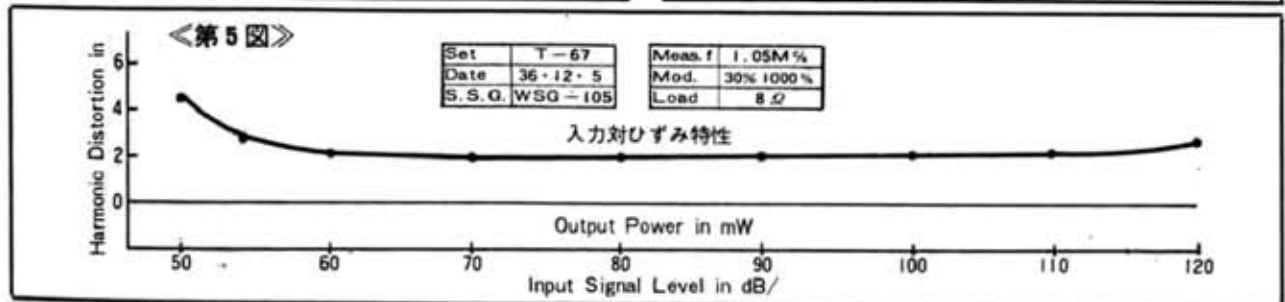 ≪第5図≫
Set T-67
Date 36・12・5
S.S.G. WSG-105
Meas.f 1.05M%
Mod. 30% 1000%
Load 8Ω
入力対ひずみ特性
Harmonic Distortion in
6
4
2
0
Output Power in mW
50 60 70 80 90 100 110 120
Input Signal Level in dB/